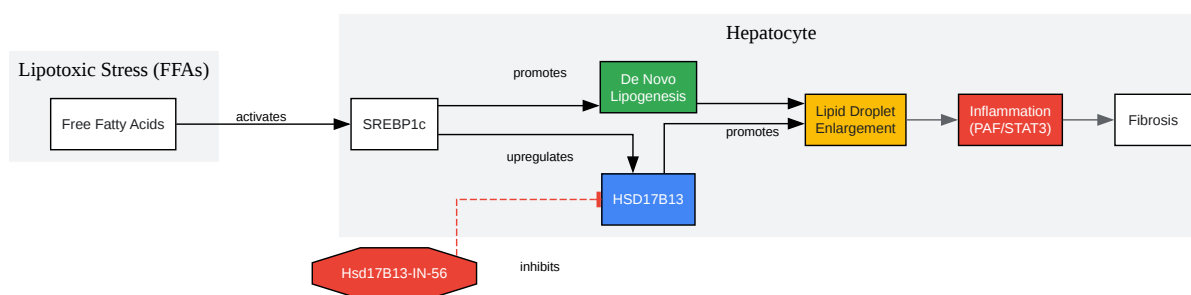 Hepatocyte
Lipotoxic Stress (FFAs)
Free Fatty Acids
activates
SREBP1c
promotes
De Novo
Lipogenesis
upregulates
HSD17B13
promotes
Lipid Droplet
Enlargement
Inflammation
(PAF/STAT3)
Fibrosis
Hsd17B13-IN-56
inhibits